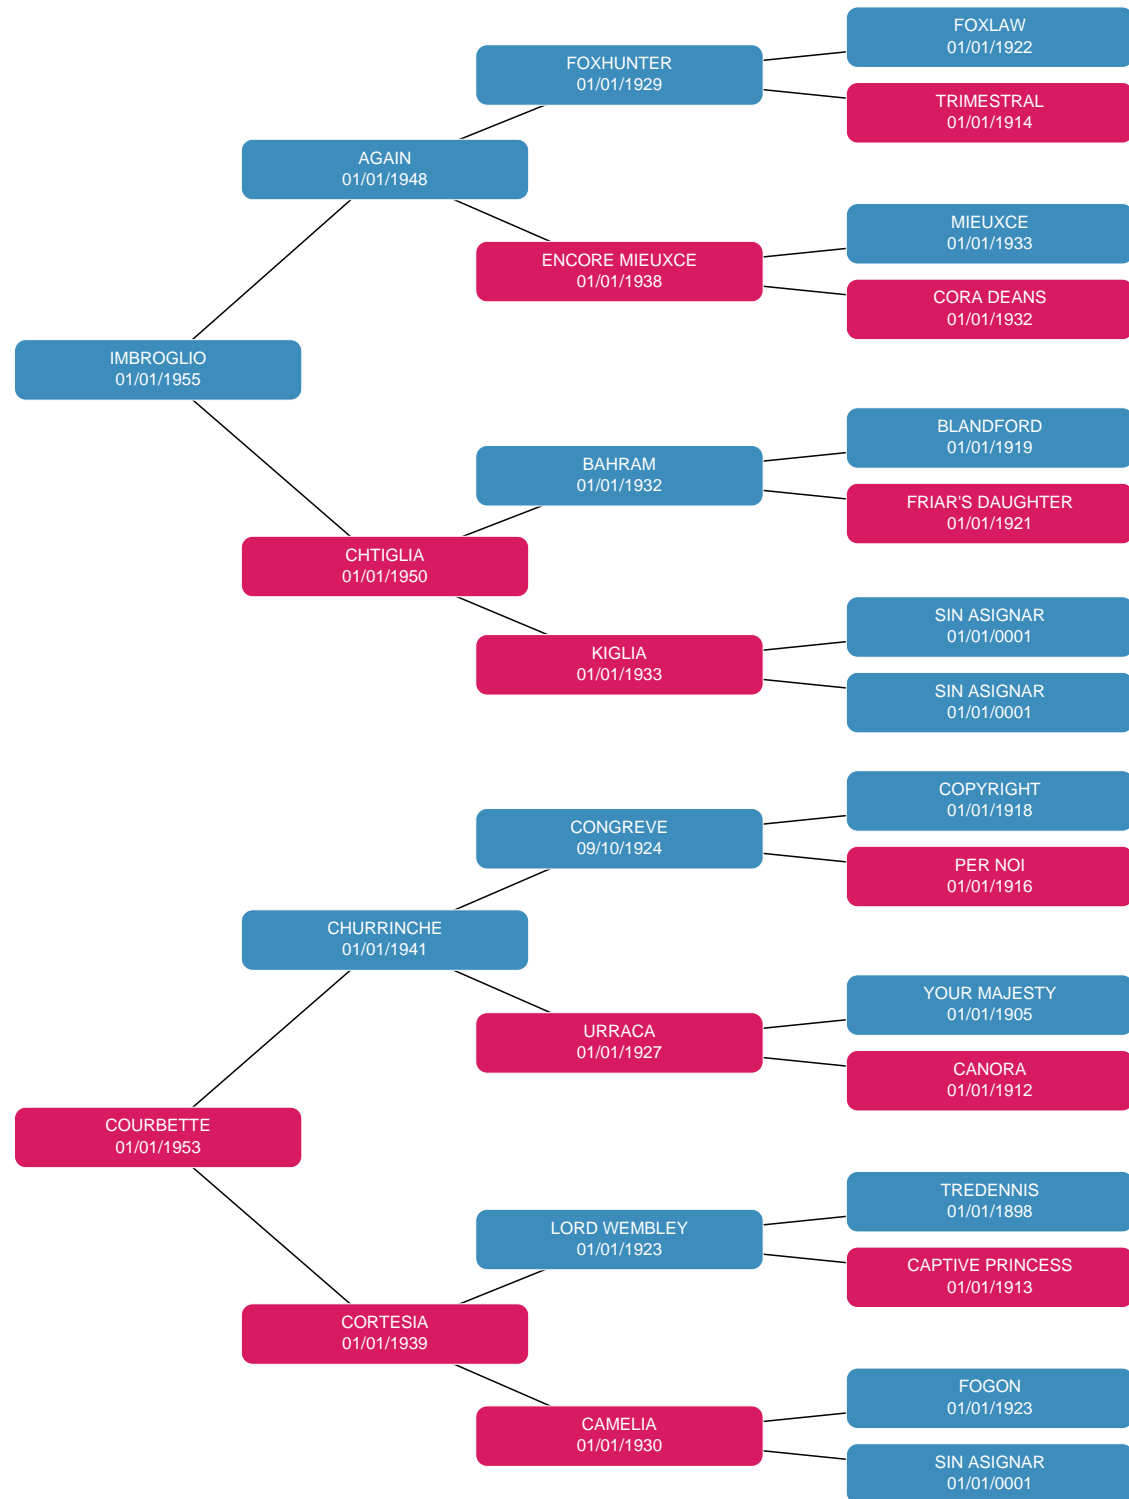 FOXLAW
01/01/1922
FOXHUNTER
01/01/1929
TRIMESTRAL
01/01/1914
AGAIN
01/01/1948
MIEUXCE
01/01/1933
ENCORE MIEUXCE
01/01/1938
CORA DEANS
01/01/1932
IMBROGLIO
01/01/1955
BLANDFORD
01/01/1919
BAHRAM
01/01/1932
FRIAR'S DAUGHTER
01/01/1921
CHTIGLIA
01/01/1950
SIN ASIGNAR
01/01/0001
KIGLIA
01/01/1933
SIN ASIGNAR
01/01/0001
COPYRIGHT
01/01/1918
CONGREVE
09/10/1924
PER NOI
01/01/1916
CHURRINCHE
01/01/1941
YOUR MAJESTY
01/01/1905
URRACA
01/01/1927
CANORA
01/01/1912
COURBETTE
01/01/1953
TREDENNIS
01/01/1898
LORD WEMBLEY
01/01/1923
CAPTIVE PRINCESS
01/01/1913
CORTESIA
01/01/1939
FOGON
01/01/1923
CAMELIA
01/01/1930
SIN ASIGNAR
01/01/0001